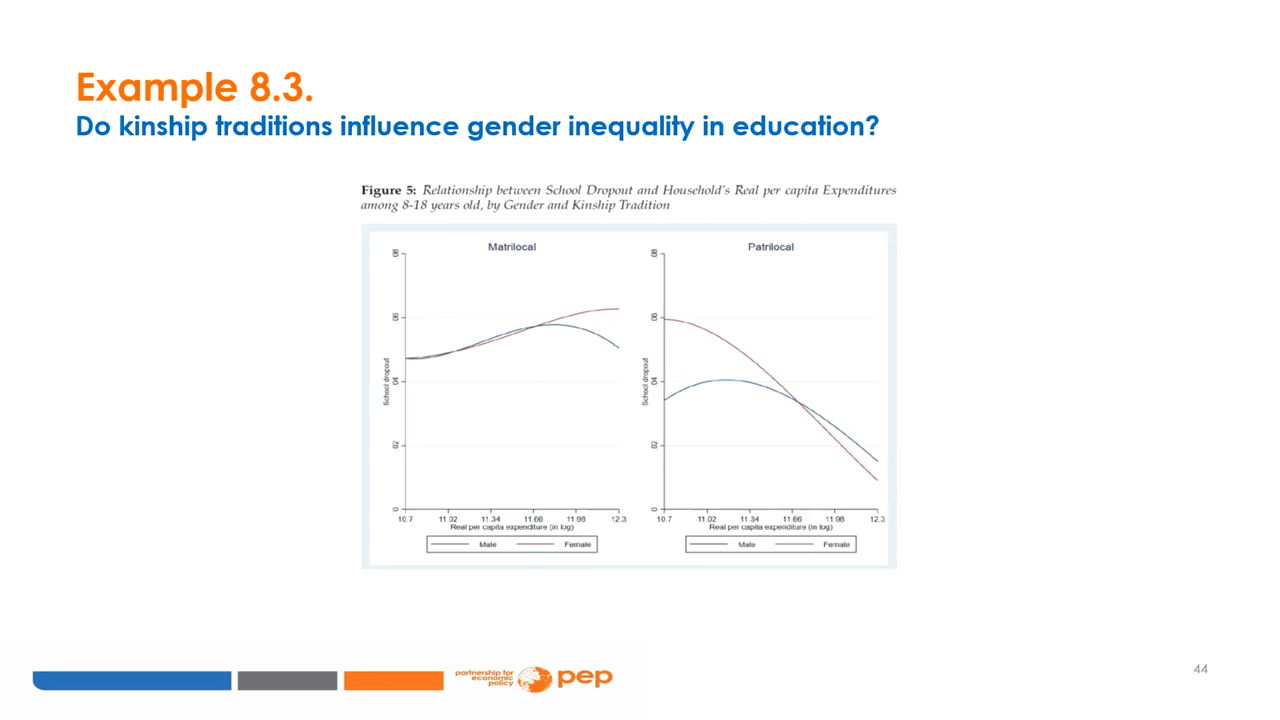 Example 8.3.
Do kinship traditions influence gender inequality in education?
Figure 5: Relationship between School Dropout and Household's Real per capita Expenditures
among 8-18 years old, by Gender and Kinship Tradition
Matrilocal
.08
.06
.04
.02
0
School dropout
10.7 11.02 11.34 11.66 11.98 12.3
Real per capita expenditure (in log)
Male Female
Patrilocal
.08
.06
.04
.02
0
School dropout
10.7 11.02 11.34 11.66 11.98 12.3
Real per capita expenditure (in log)
Male Female
partnership for
economic
policy
pep
44